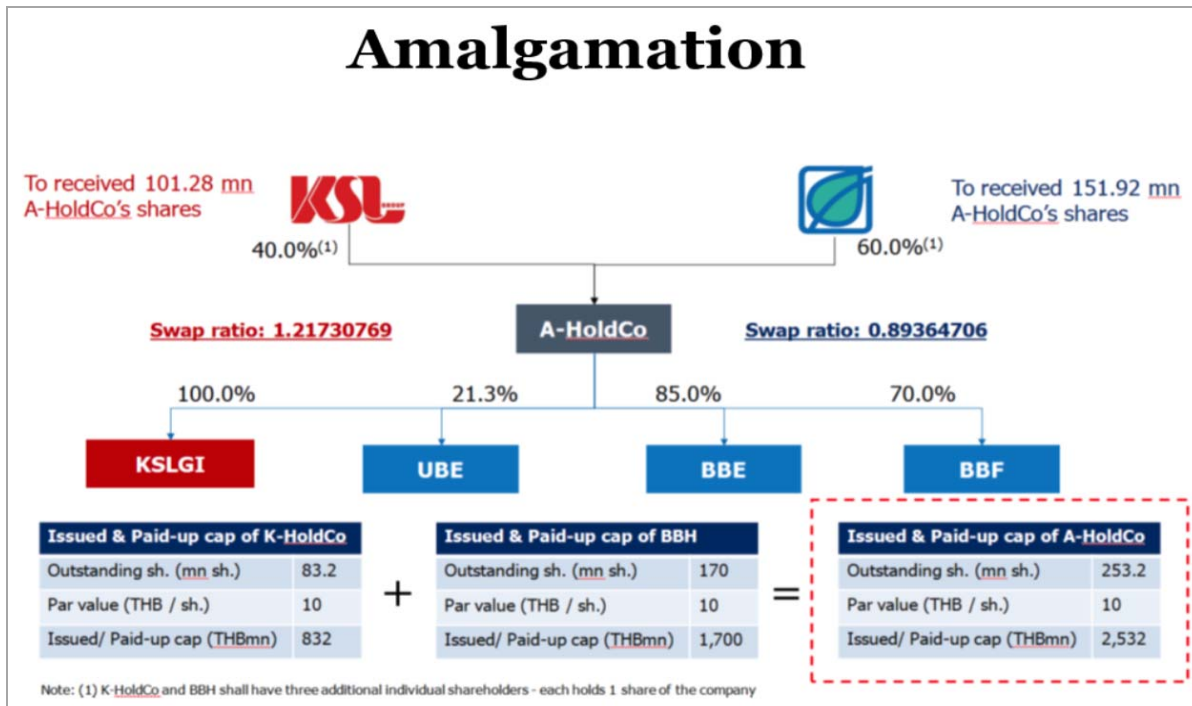 Amalgamation
To received 101.28 mn
A-HoldCo's shares
KSL GROUP
To received 151.92 mn
A-HoldCo's shares
40.0%(1)
60.0%(1)
A-HoldCo
Swap ratio: 1.21730769
Swap ratio: 0.89364706
100.0%
21.3%
85.0%
70.0%
KSLGI
UBE
BBE
BBF
Issued & Paid-up cap of K-HoldCo
Outstanding sh. (mn sh.) 83.2
Par value (THB / sh.) 10
Issued/ Paid-up cap (THBmn) 832
+
Issued & Paid-up cap of BBH
Outstanding sh. (mn sh.) 170
Par value (THB / sh.) 10
Issued/ Paid-up cap (THBmn) 1,700
=
Issued & Paid-up cap of A-HoldCo
Outstanding sh. (mn sh.) 253.2
Par value (THB / sh.) 10
Issued/ Paid-up cap (THBmn) 2,532
Note: (1) K-HoldCo and BBH shall have three additional individual shareholders - each holds 1 share of the company